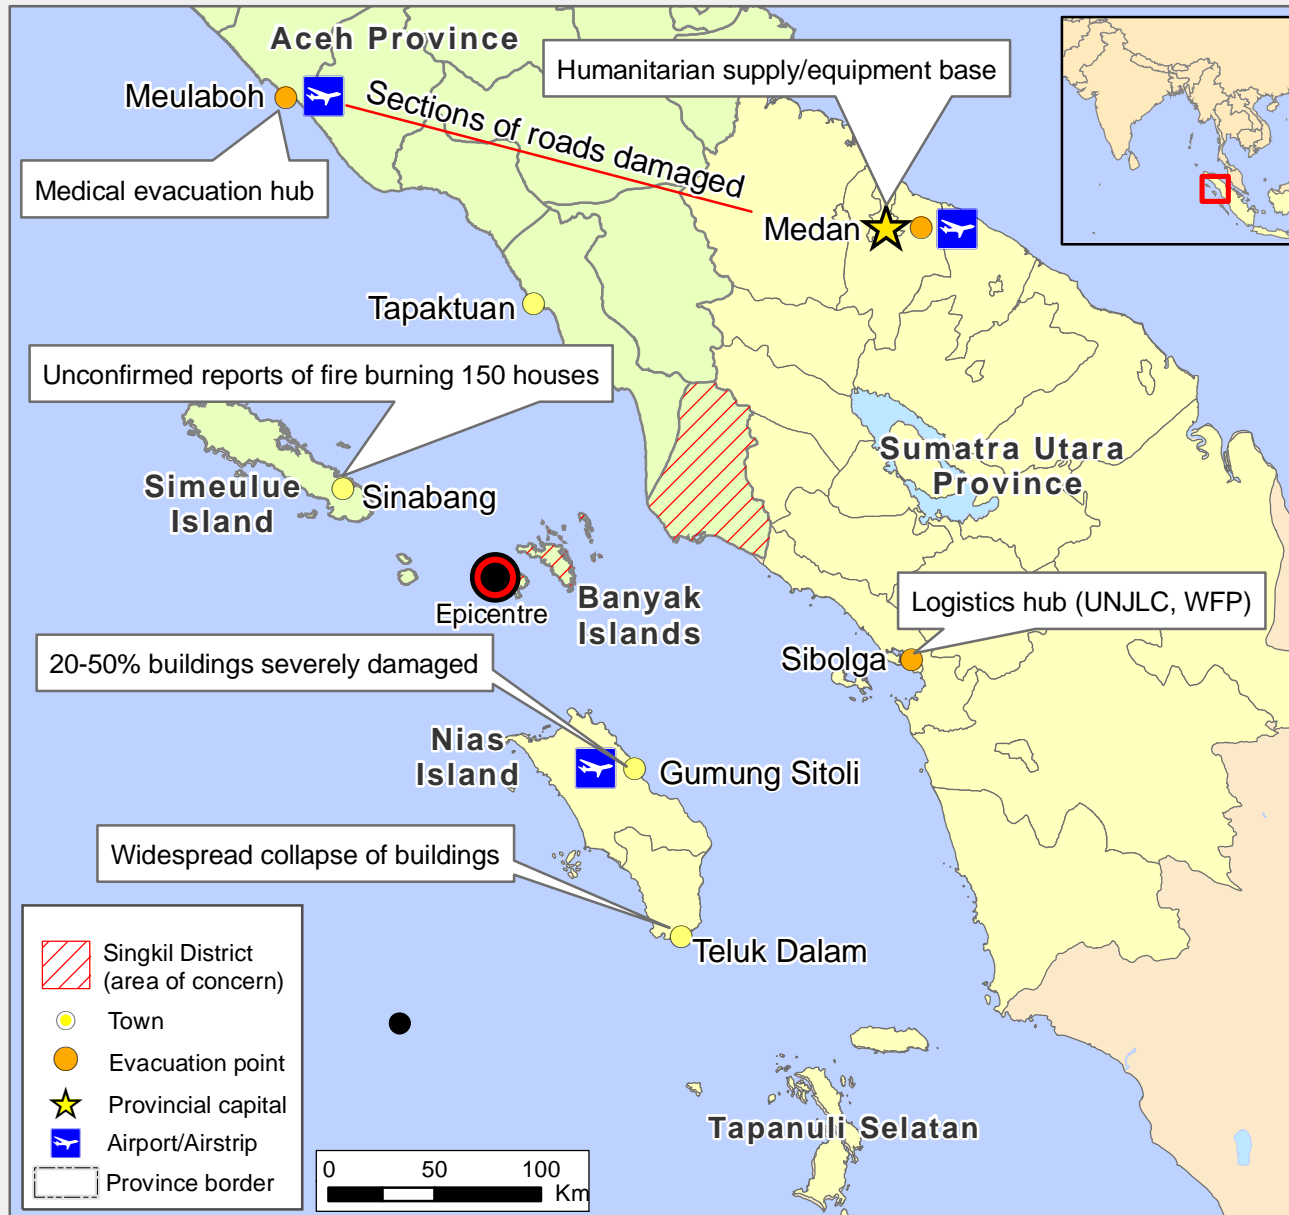 Aceh Province
Humanitarian supply/equipment base
Meulaboh
Sections of roads damaged
Medical evacuation hub
Medan
Tapaktuan
Unconfirmed reports of fire burning 150 houses
Sumatra Utara
Province
Simeulue
Island
Sinabang
Epicentre
Banyak
Islands
Logistics hub (UNJLC, WFP)
20-50% buildings severely damaged
Sibolga
Nias
Island
Gumung Sitoli
Widespread collapse of buildings
Teluk Dalam
Singkil District
(area of concern)
Town
Evacuation point
Provincial capital
Airport/Airstrip
Province border
Tapanuli Selatan
0 50 100
Km